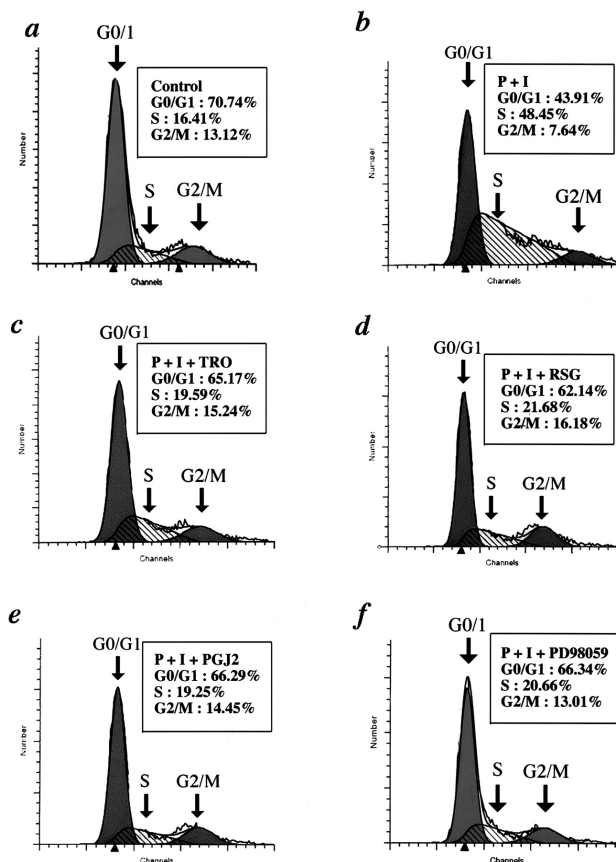 a
G0/1
Control
G0/G1 : 70.74%
S : 16.41%
G2/M : 13.12%
S
G2/M
Number
Channels
b
G0/G1
P + I
G0/G1 : 43.91%
S : 48.45%
G2/M : 7.64%
S
G2/M
Number
Channels
c
G0/G1
P + I + TRO
G0/G1 : 65.17%
S : 19.59%
G2/M : 15.24%
S
G2/M
Number
Channels
d
G0/G1
P + I + RSG
G0/G1 : 62.14%
S : 21.68%
G2/M : 16.18%
S
G2/M
Number
0
Channels
e
G0/G1
P + I + PGJ2
G0/G1 : 66.29%
S : 19.25%
G2/M : 14.45%
S
G2/M
Number
Channels
f
G0/1
P + I + PD98059
G0/G1 : 66.34%
S : 20.66%
G2/M : 13.01%
S
G2/M
Number
Channels